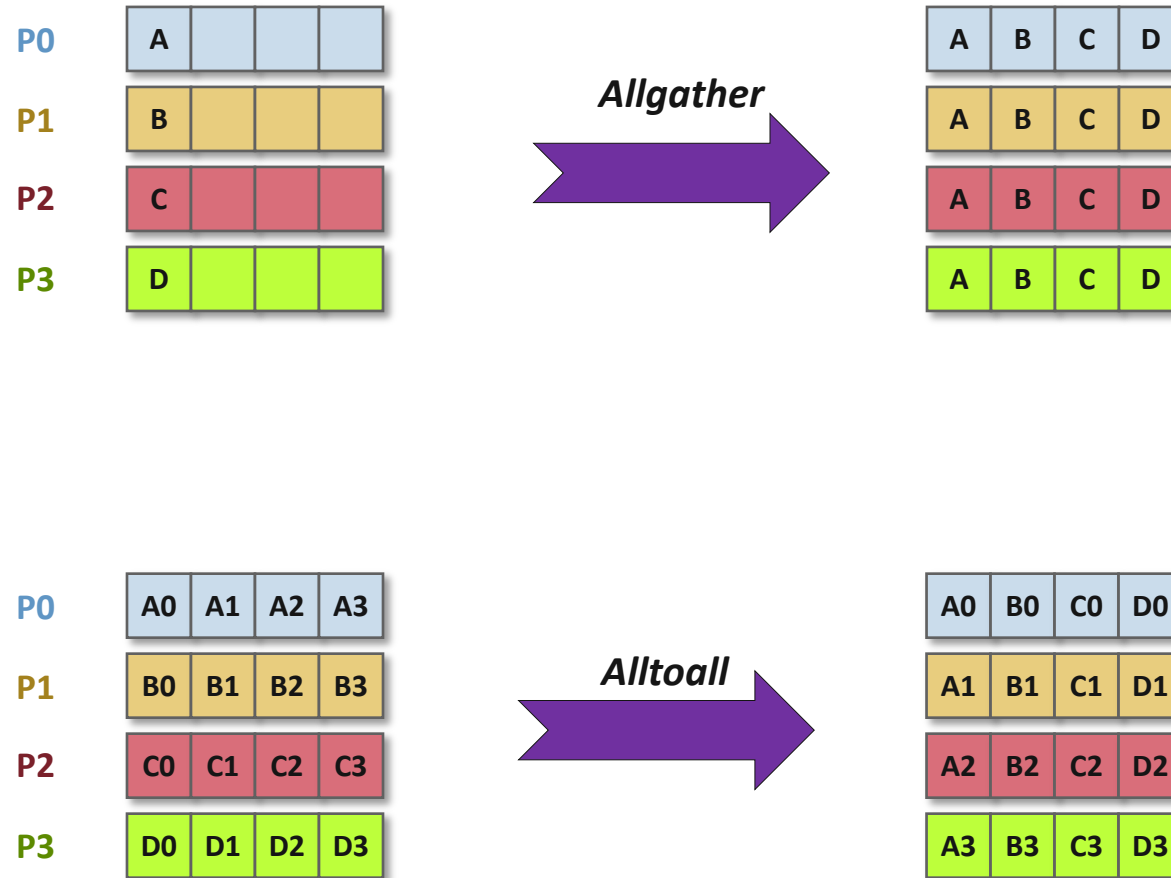 P0 A A B C D
Allgather
P1 B A B C D
P2 C A B C D
P3 D A B C D
P0 A0 A1 A2 A3 A0 B0 C0 D0
Alltoall
P1 B0 B1 B2 B3 A1 B1 C1 D1
P2 C0 C1 C2 C3 A2 B2 C2 D2
P3 D0 D1 D2 D3 A3 B3 C3 D3